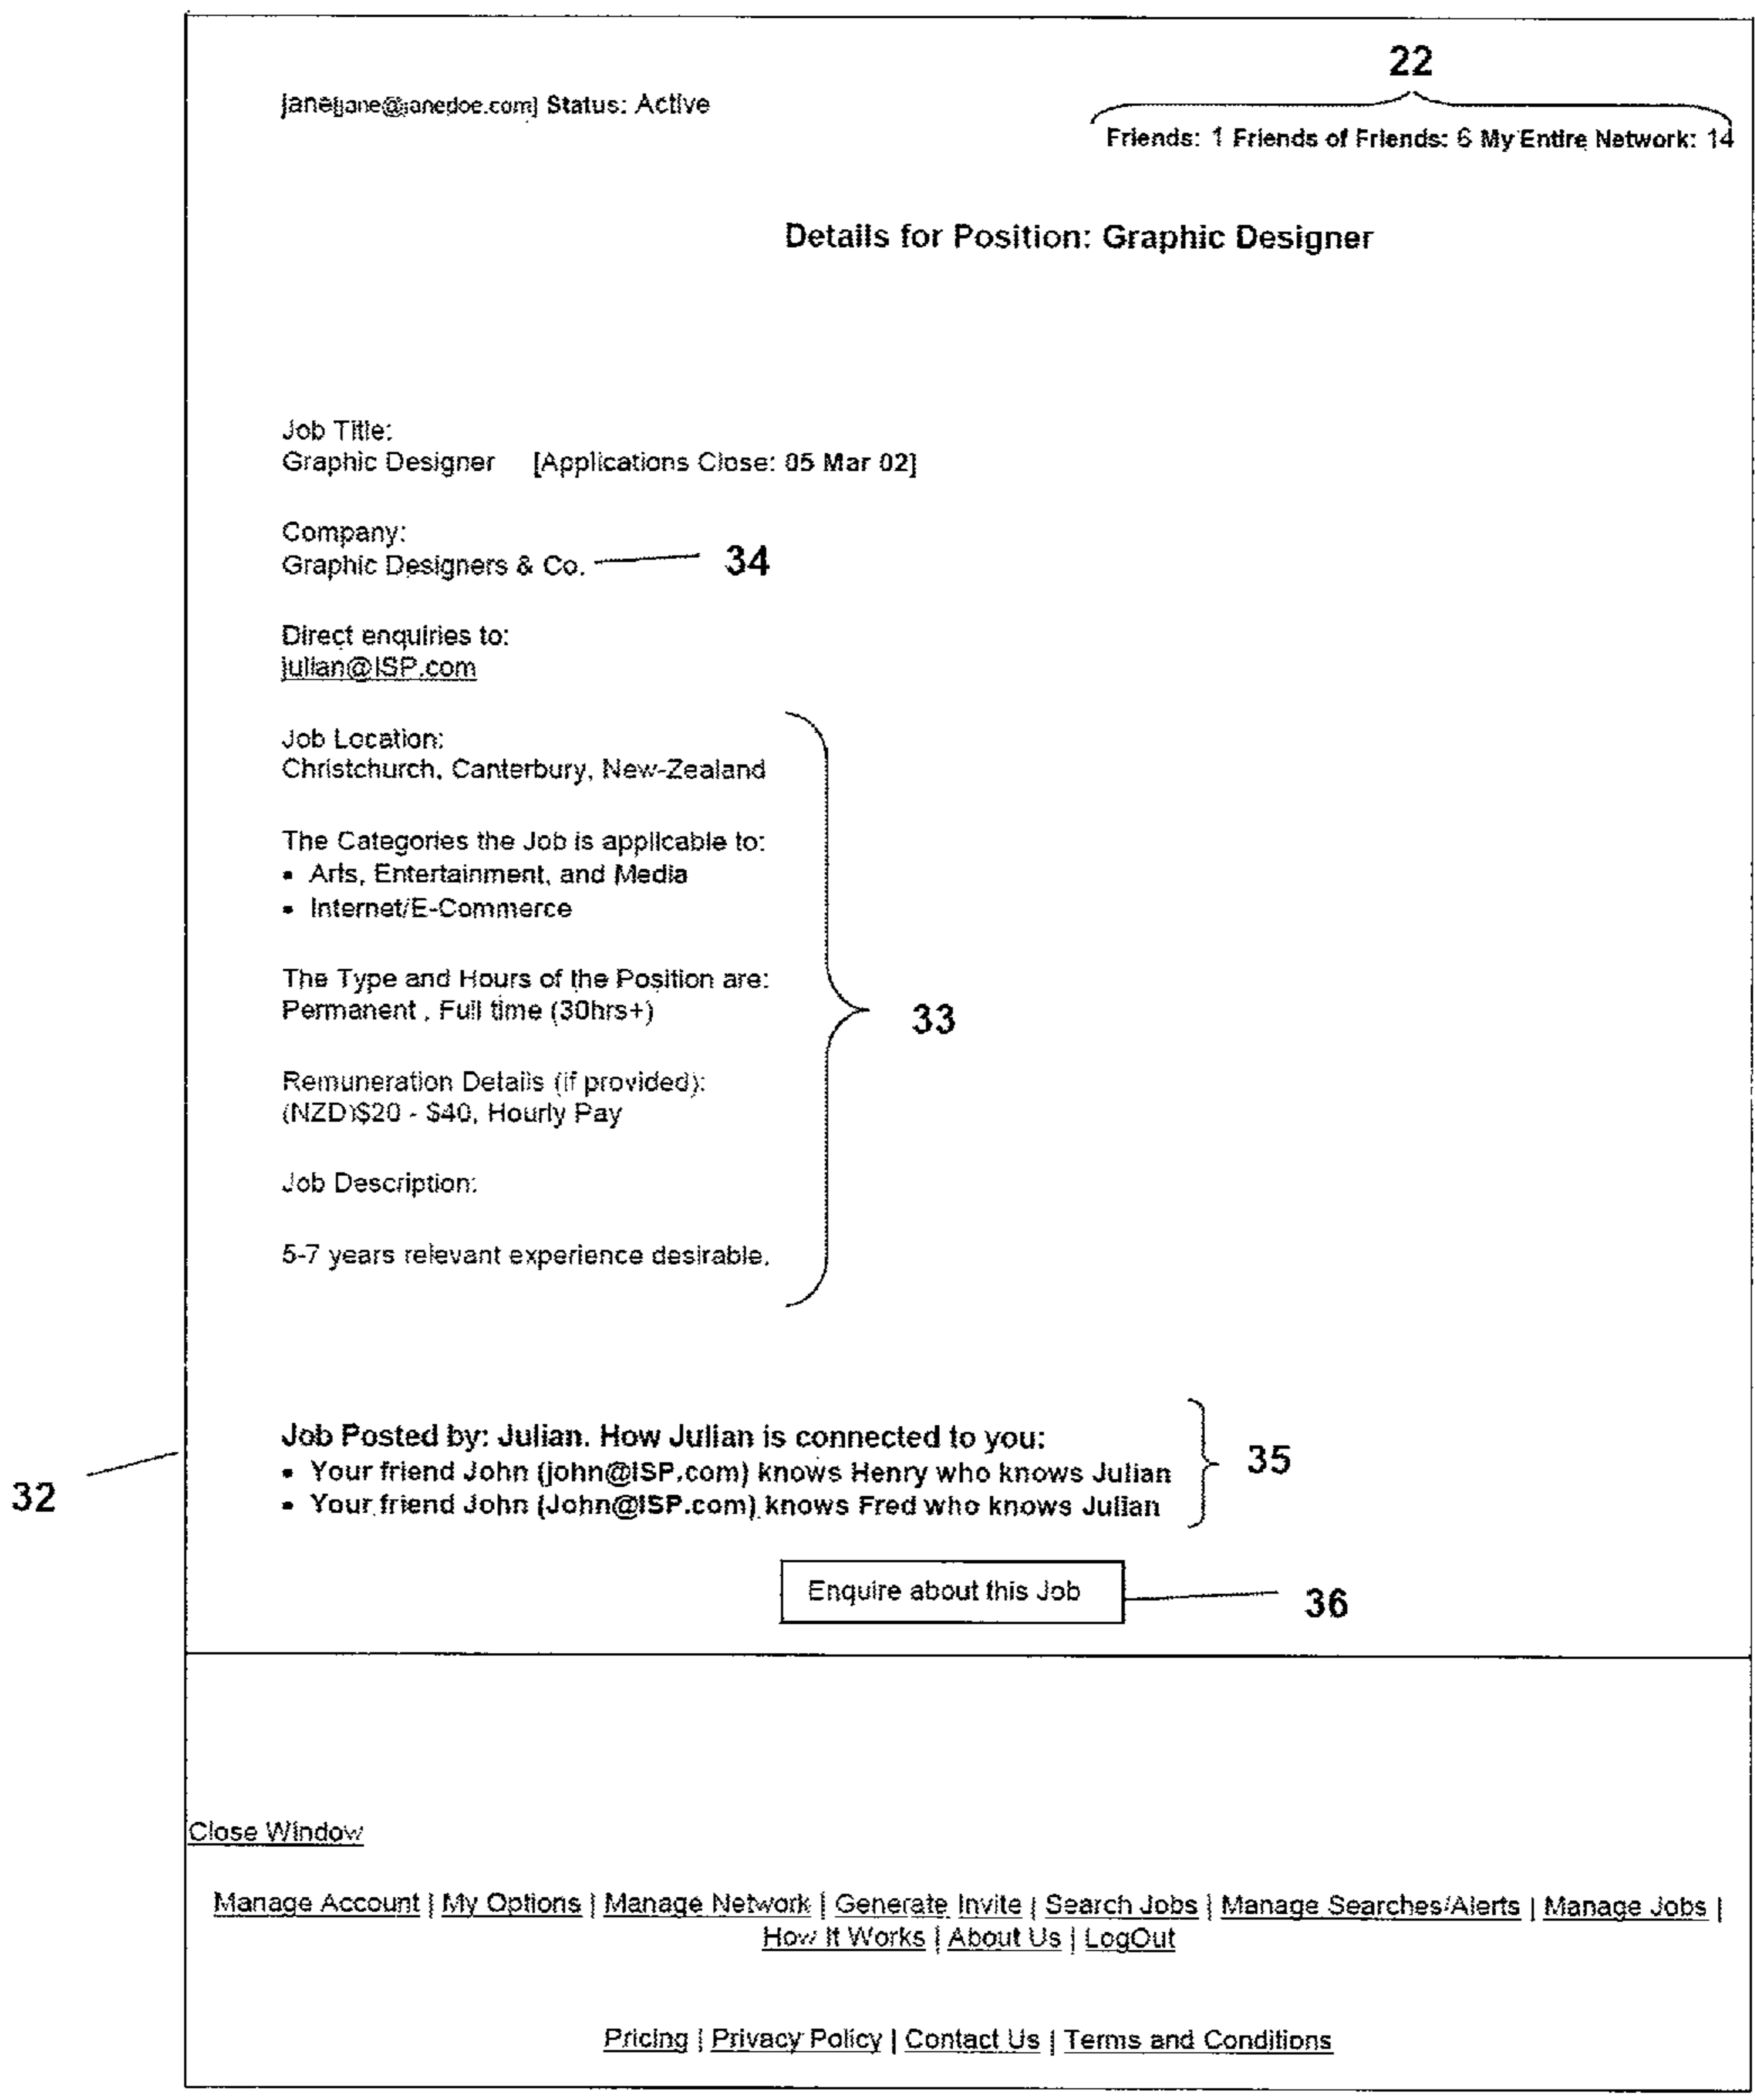 22
jane[jane@janedoe.com] Status: Active
Friends: 1 Friends of Friends: 6 My Entire Network: 14
Details for Position: Graphic Designer
Job Title:
Graphic Designer [Applications Close: 05 Mar 02]
Company:
Graphic Designers & Co. 34
Direct enquiries to:
julian@ISP.com
Job Location:
Christchurch, Canterbury, New-Zealand
The Categories the Job is applicable to:
• Arts, Entertainment, and Media
• Internet/E-Commerce
The Type and Hours of the Position are:
Permanent , Full time (30hrs+)
33
Remuneration Details (if provided):
(NZD)$20 - $40, Hourly Pay
Job Description:
5-7 years relevant experience desirable.
Job Posted by: Julian. How Julian is connected to you:
• Your friend John (john@ISP.com) knows Henry who knows Julian
• Your friend John (John@ISP.com) knows Fred who knows Julian
35
32
Enquire about this Job
36
Close Window
Manage Account | My Options | Manage Network | Generate Invite | Search Jobs | Manage Searches/Alerts | Manage Jobs |
How It Works | About Us | LogOut
Pricing | Privacy Policy | Contact Us | Terms and Conditions